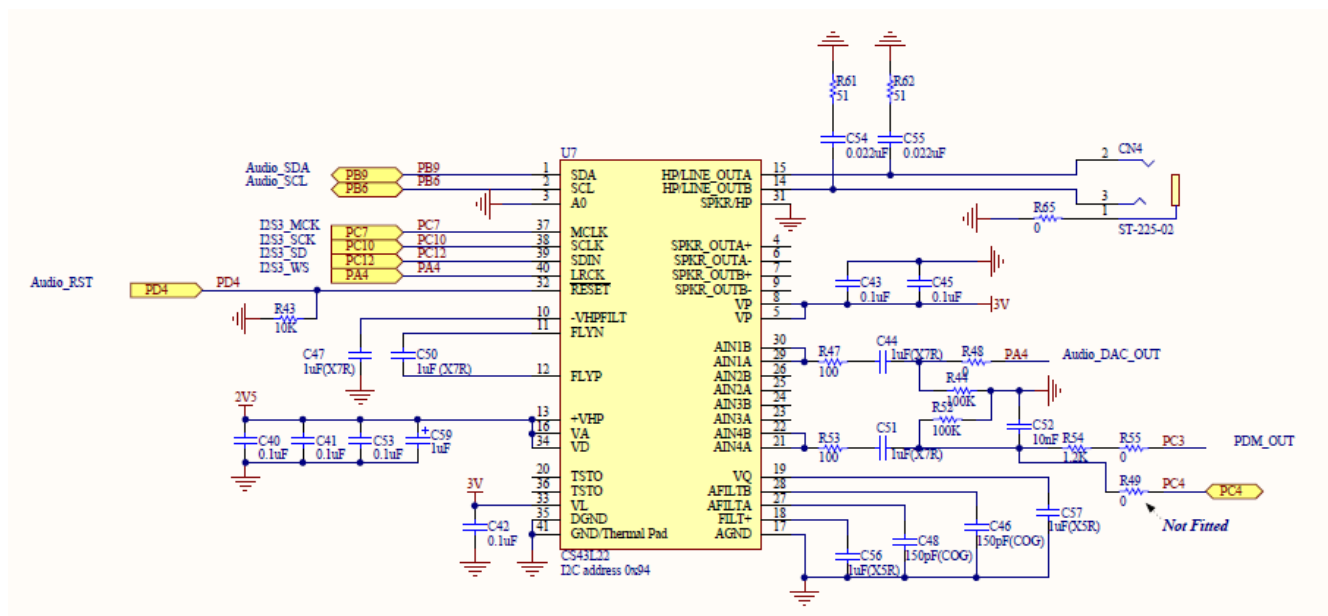 R61
51
R62
51
C54
0.022uF
C55
0.022uF
CN4
2
3
1
ST-225-02
R65
0
U7
Audio_SDA
PB9
PB9
1
SDA
Audio_SCL
PB6
PB6
2
SCL
3
A0
I2S3_MCK
PC7
PC7
37
MCLK
I2S3_SCK
PC10
PC10
38
SCLK
I2S3_SD
PC12
PC12
39
SDIN
I2S3_WS
PA4
PA4
40
LRCK
Audio_RST
PD4
PD4
32
RESET
R43
10K
10
-VHPFILT
11
FLYN
12
FLYP
C47
1uF(X7R)
C50
1uF (X7R)
2V5
13
+VHP
16
VA
34
VD
C40
0.1uF
C41
0.1uF
C53
0.1uF
+
C59
1uF
20
TSTO
36
TSTO
3V
33
VL
35
DGND
41
GND/Thermal Pad
C42
0.1uF
CS43L22
I2C address 0x94
HP/LINE_OUTA
15
HP/LINE_OUTB
14
SPKR/HP
31
SPKR_OUTA+
4
SPKR_OUTA-
6
SPKR_OUTB+
7
SPKR_OUTB-
9
VP
8
VP
5
C43
0.1uF
C45
0.1uF
3V
AIN1B
30
AIN1A
29
AIN2B
26
AIN2A
25
AIN3B
24
AIN3A
23
AIN4B
22
AIN4A
21
R47
100
C44
1uF(X7R)
R48
0
PA4
Audio_DAC_OUT
R44
100K
R52
100K
R53
100
C51
1uF(X7R)
C52
10nF
R54
1.2K
R55
0
PC3
PDM_OUT
R49
0
PC4
PC4
Not Fitted
VQ
19
AFILTB
28
AFILTA
27
FILT+
18
AGND
17
C57
1uF(X5R)
C46
150pF(COG)
C48
150pF(COG)
C56
1uF(X5R)